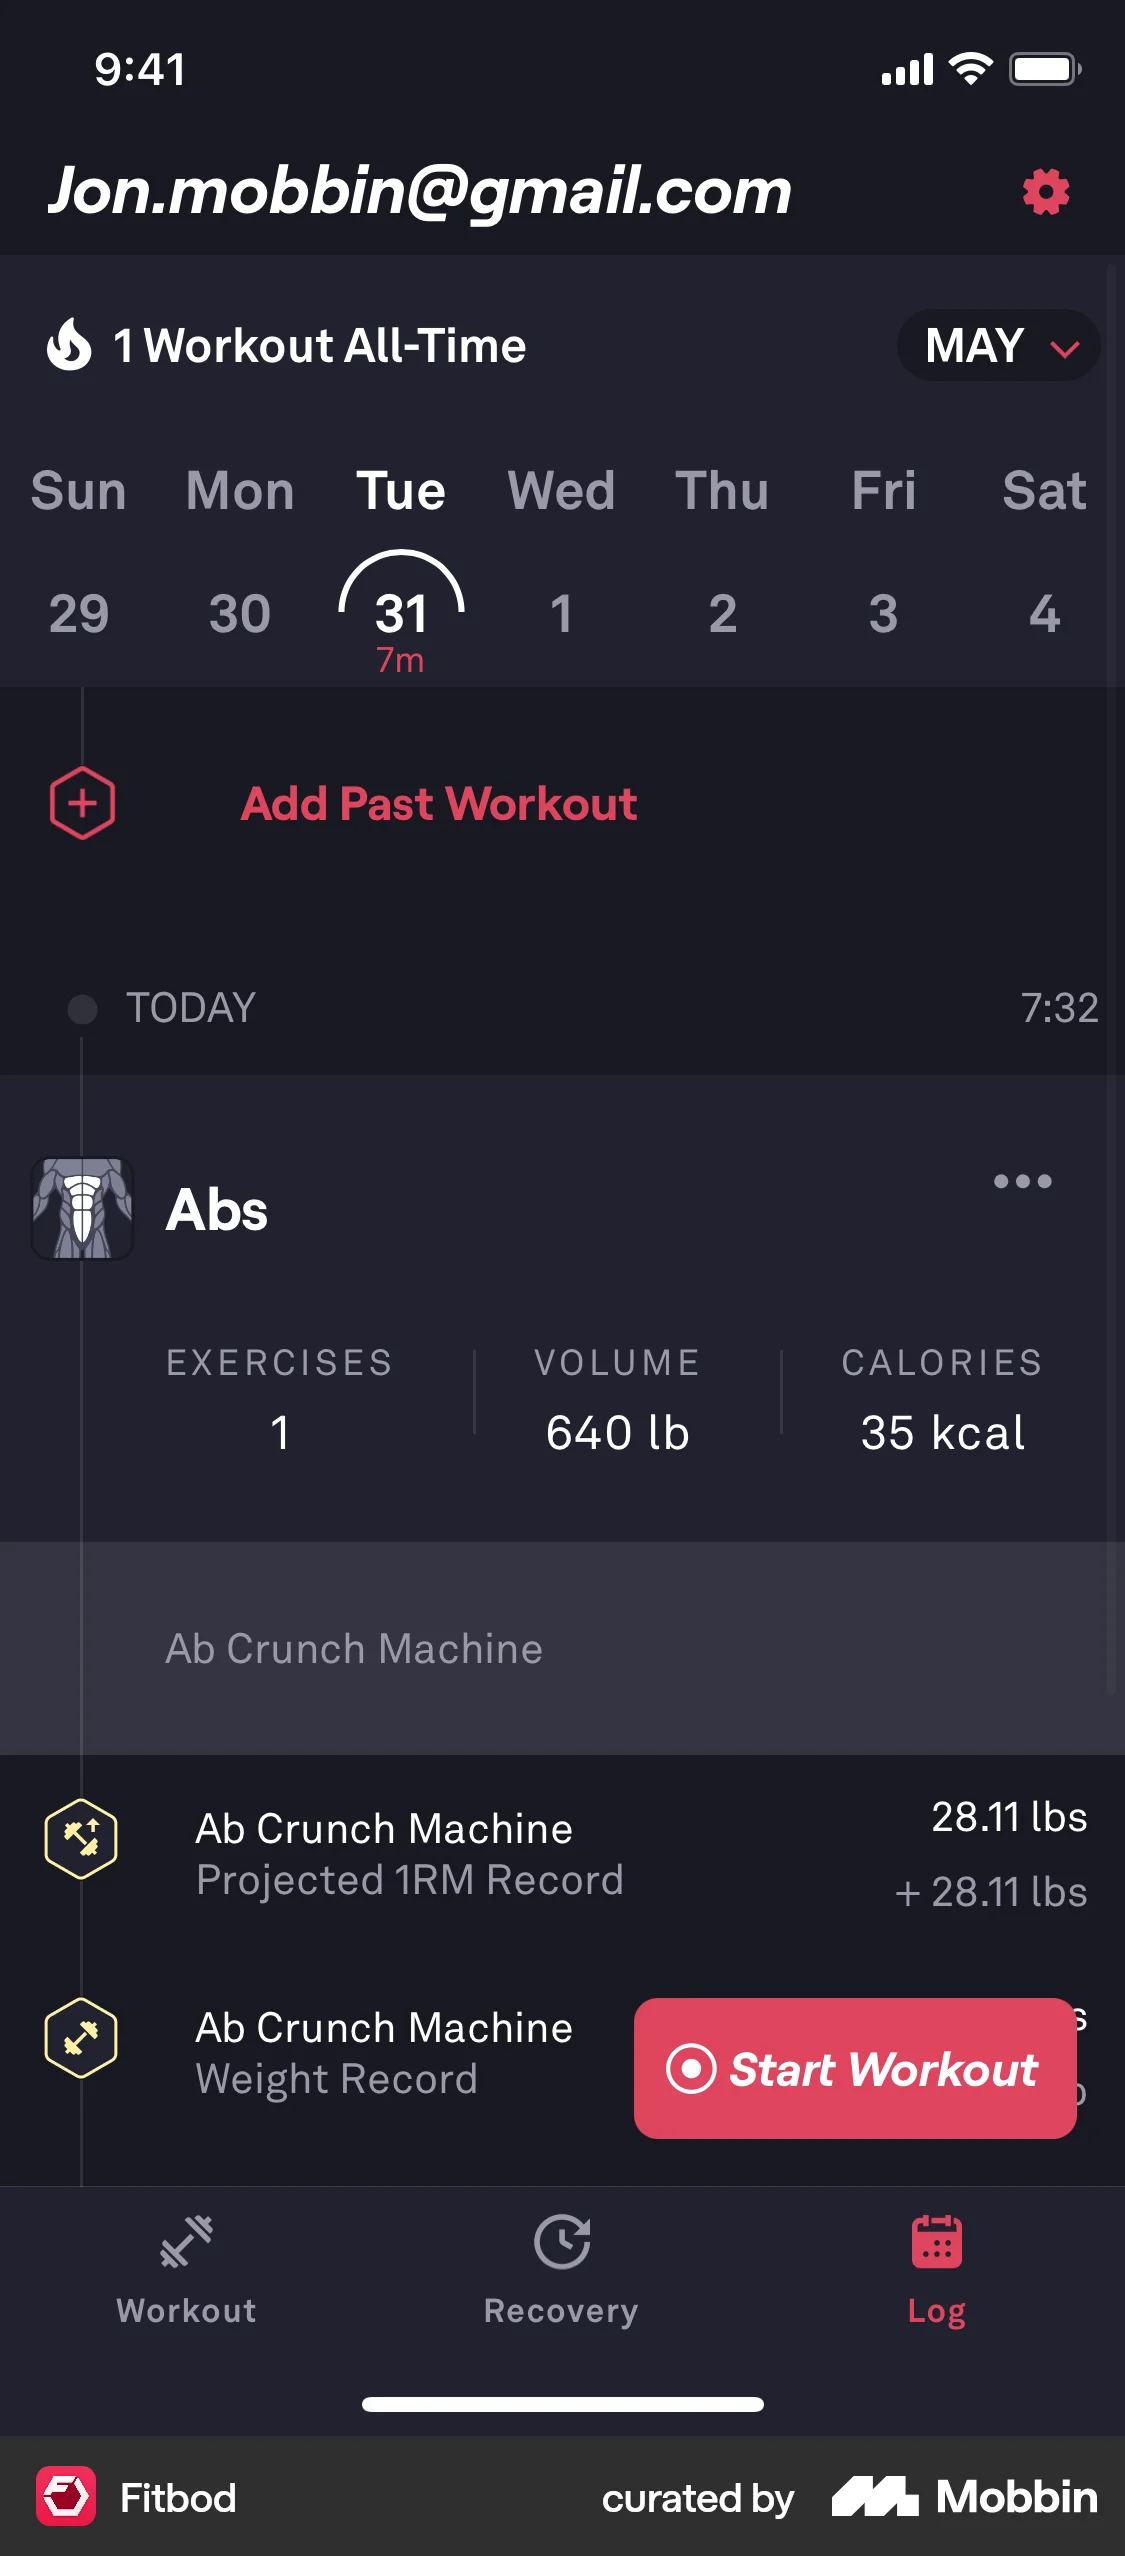 9:41
Jon.mobbin@gmail.com
1 Workout All-Time
MAY
Sun Mon Tue Wed Thu Fri Sat
29 30 31 1 2 3 4
7m
Add Past Workout
TODAY 7:32
Abs
EXERCISES VOLUME CALORIES
1 640 lb 35 kcal
Ab Crunch Machine
Ab Crunch Machine 28.11 lbs
Projected 1RM Record + 28.11 lbs
Ab Crunch Machine
Weight Record
Start Workout
Workout Recovery Log
Fitbod curated by Mobbin